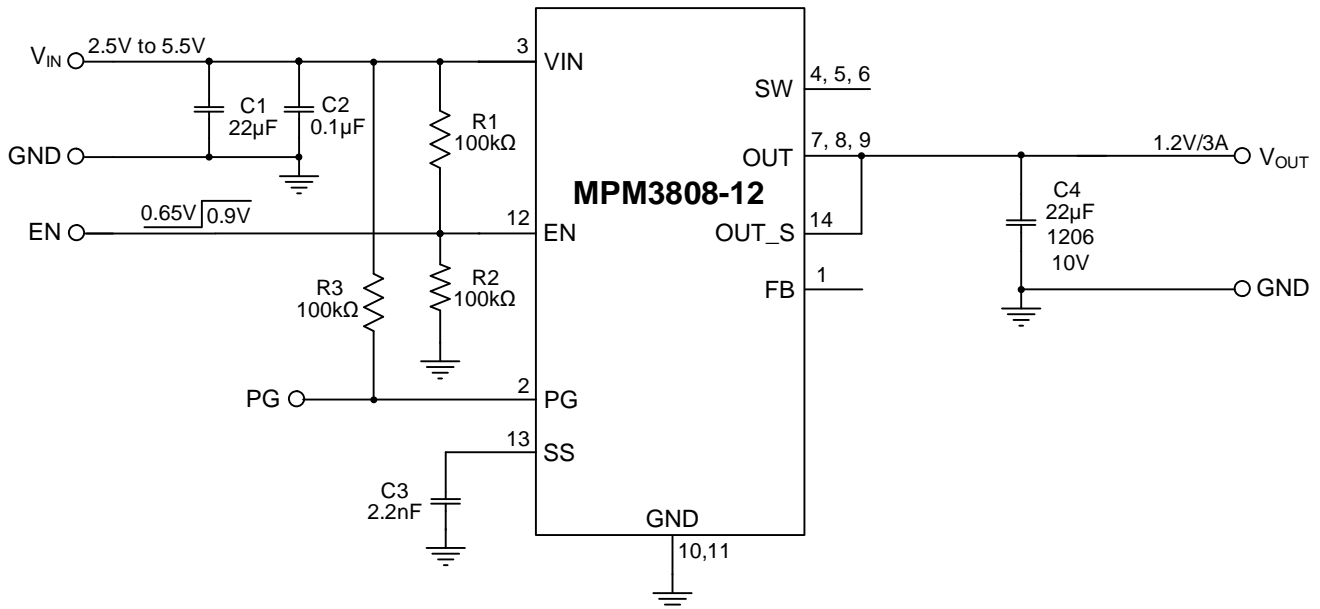 VIN
2.5V to 5.5V
3
VIN
C1
22µF
C2
0.1µF
R1
100kΩ
GND
EN
0.65V
0.9V
12
EN
R2
100kΩ
R3
100kΩ
PG
2
PG
13
SS
C3
2.2nF
MPM3808-12
GND
10,11
SW
4, 5, 6
OUT
7, 8, 9
1.2V/3A
VOUT
OUT_S
14
FB
1
C4
22µF
1206
10V
GND